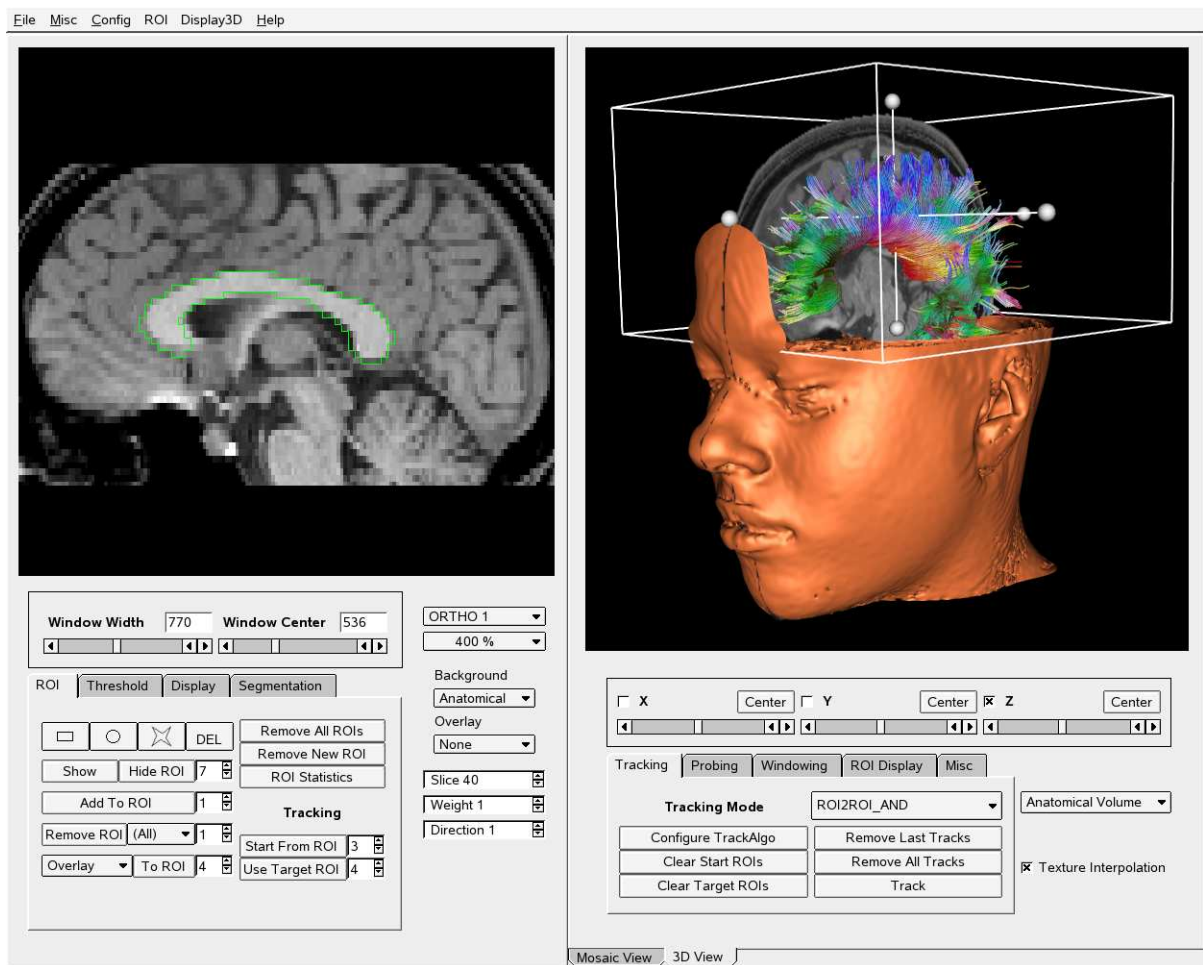 File Misc Config ROI Display3D Help
Window Width 770 Window Center 536
ORTHO 1
400 %
Background
Anatomical
Overlay
None
Slice 40
Weight 1
Direction 1
ROI Threshold Display Segmentation
DEL
Remove All ROIs
Remove New ROI
ROI Statistics
Show Hide ROI 7
Add To ROI 1
Remove ROI (All) 1
Overlay To ROI 4
Tracking
Start From ROI 3
Use Target ROI 4
X Center Y Center Z Center
Tracking Probing Windowing ROI Display Misc
Tracking Mode ROI2ROI_AND
Configure TrackAlgo Remove Last Tracks
Clear Start ROIs Remove All Tracks
Clear Target ROIs Track
Anatomical Volume
Texture Interpolation
Mosaic View 3D View